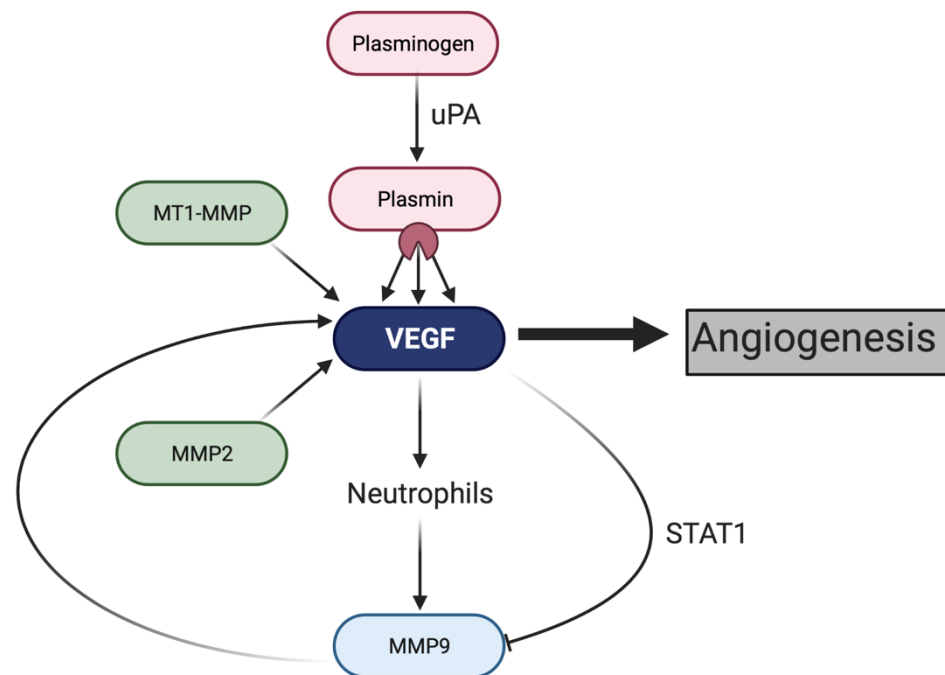 Plasminogen
uPA
Plasmin
MT1-MMP
VEGF
Angiogenesis
MMP2
Neutrophils
STAT1
MMP9